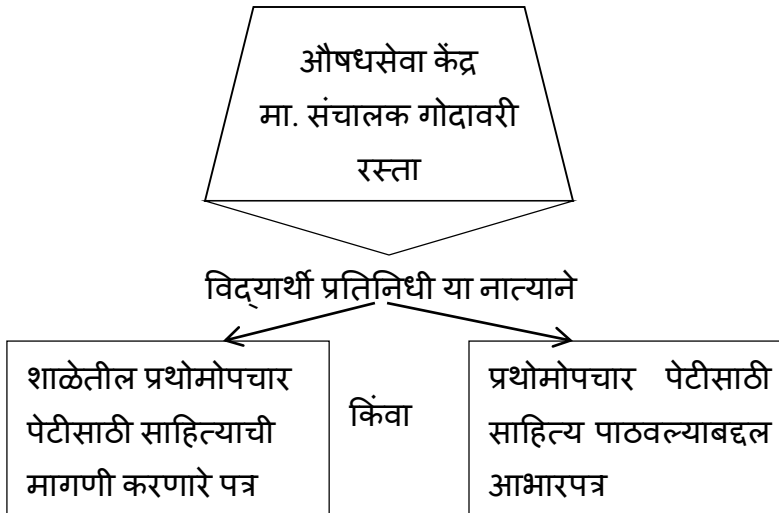 औषधसेवा केंद्र
मा. संचालक गोदावरी
रस्ता
विद्‌यार्थी प्रतिनिधी या नात्याने
शाळेतील प्रथोमोपचार
पेटीसाठी साहित्याची
मागणी करणारे पत्र
किंवा
प्रथोमोपचार पेटीसाठी
साहित्य पाठवल्याबद्दल
आभारपत्र